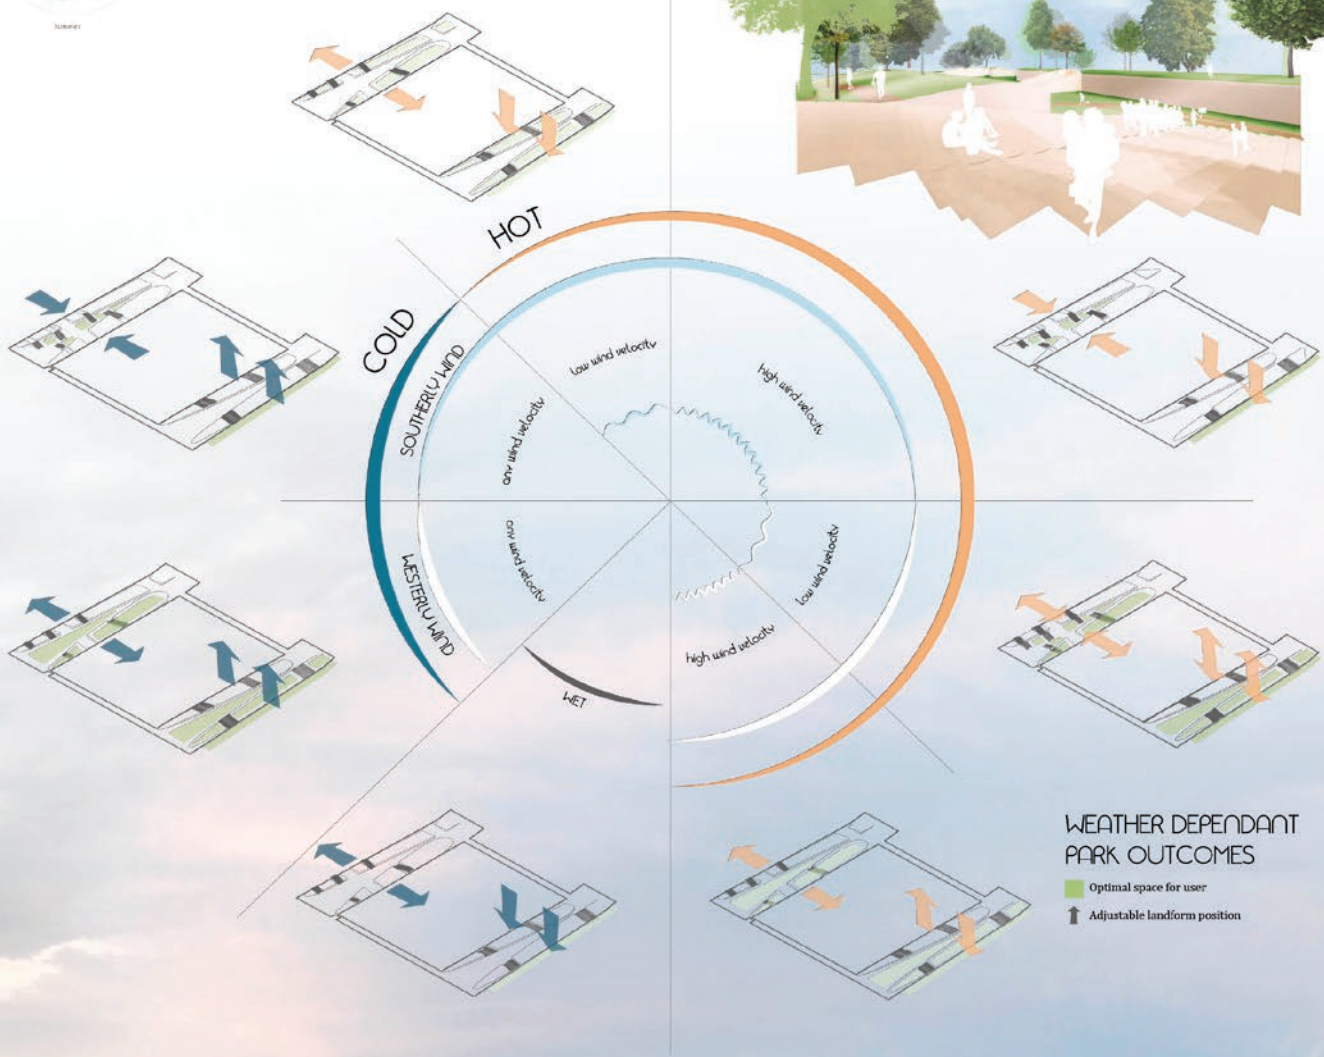 Summer
HOT
COLD
SOUTHERLY WIND
low wind velocity
high wind velocity
any wind velocity
any wind velocity
low wind velocity
WESTERLY WIND
high wind velocity
WET
WEATHER DEPENDANT
PARK OUTCOMES
Optimal space for user
Adjustable landform position